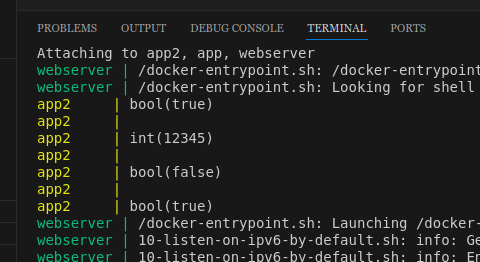 PROBLEMS OUTPUT DEBUG CONSOLE TERMINAL PORTS
Attaching to app2, app, webserver
webserver | /docker-entrypoint.sh: /docker-entrypoint
webserver | /docker-entrypoint.sh: Looking for shell
app2 | bool(true)
app2 |
app2 | int(12345)
app2 |
app2 | bool(false)
app2 |
app2 | bool(true)
webserver | /docker-entrypoint.sh: Launching /docker-
webserver | 10-listen-on-ipv6-by-default.sh: info: Ge
webserver | 10-listen-on-ipv6-by-default.sh: info: En